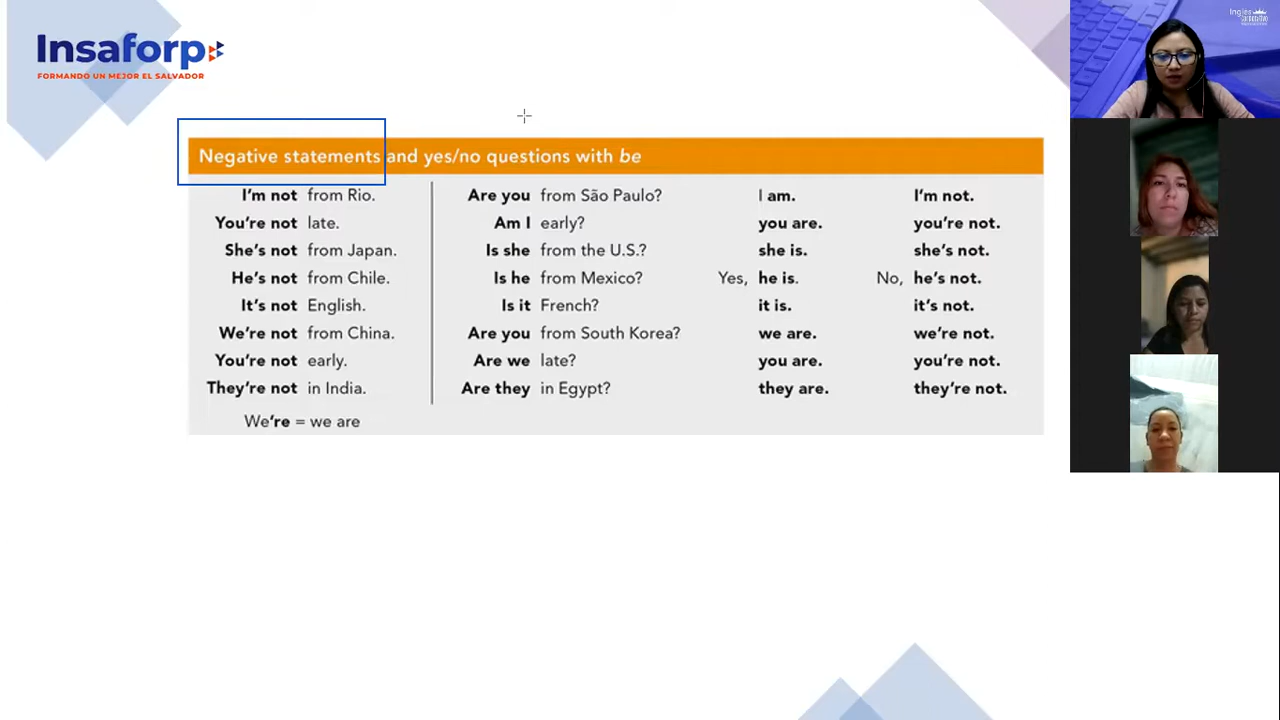 Insaforp
FORMANDO UN MEJOR EL SALVADOR
Negative statements and yes/no questions with be
I'm not from Rio. Are you from São Paulo? I am. I'm not.
You're not late. Am I early? you are. you're not.
She's not from Japan. Is she from the U.S.? she is. she's not.
He's not from Chile. Is he from Mexico? Yes, he is. No, he's not.
It's not English. Is it French? it is. it's not.
We're not from China. Are you from South Korea? we are. we're not.
You're not early. Are we late? you are. you're not.
They're not in India. Are they in Egypt? they are. they're not.
We're = we are
Ingles